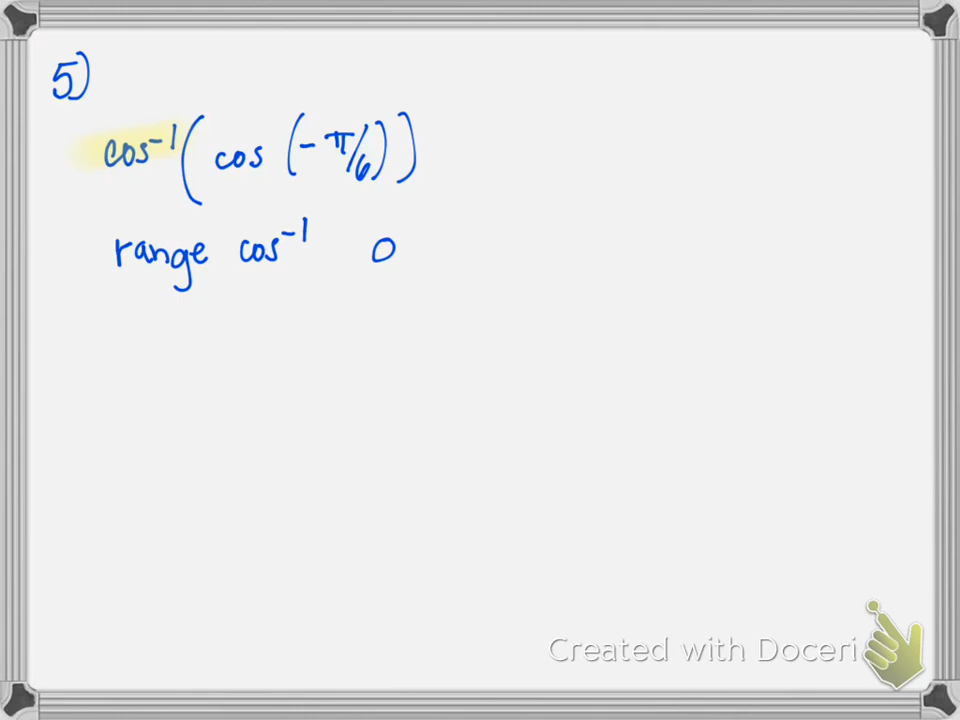 5)
cos⁻¹( cos (-π/6) )
range cos⁻¹ 0
Created with Doceri